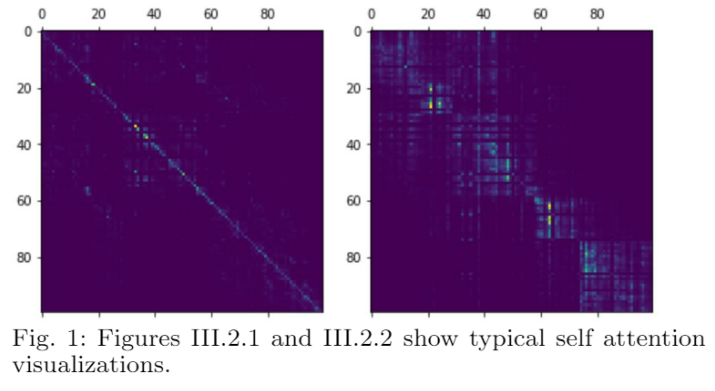 0 20 40 60 80 0 20 40 60 80
0 0
20 20
40 40
60 60
80 80
Fig. 1: Figures III.2.1 and III.2.2 show typical self attention
visualizations.